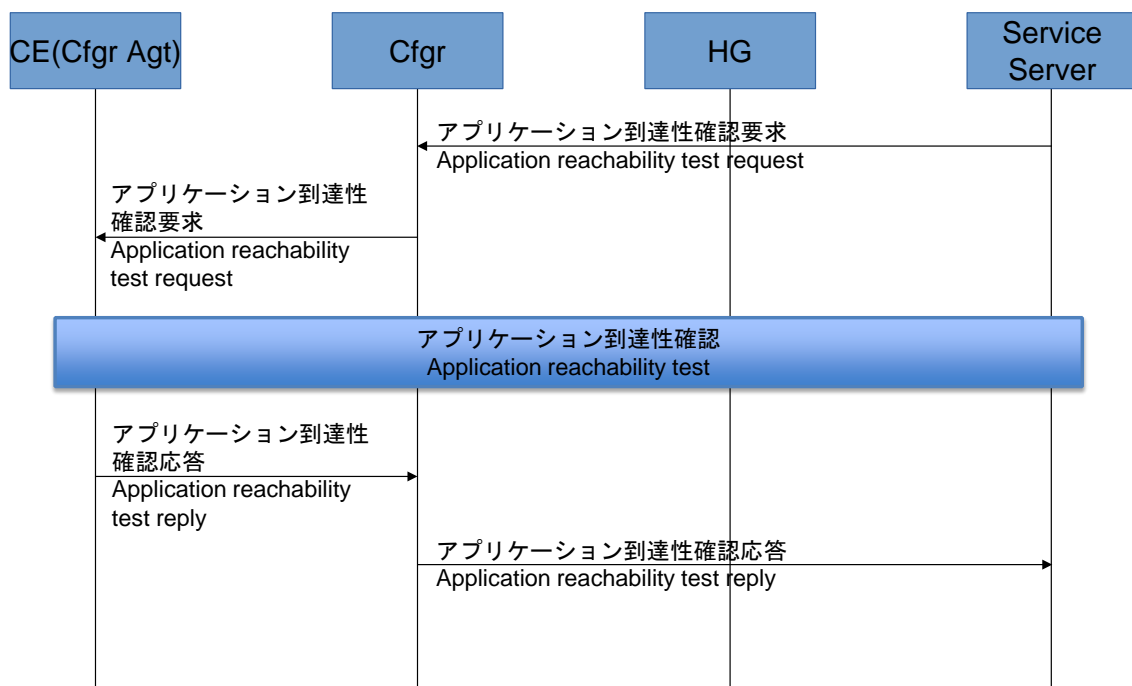 CE(Cfgr Agt)
Cfgr
HG
Service
Server
アプリケーション到達性確認要求
Application reachability test request
アプリケーション到達性
確認要求
Application reachability
test request
アプリケーション到達性確認
Application reachability test
アプリケーション到達性
確認応答
Application reachability
test reply
アプリケーション到達性確認応答
Application reachability test reply